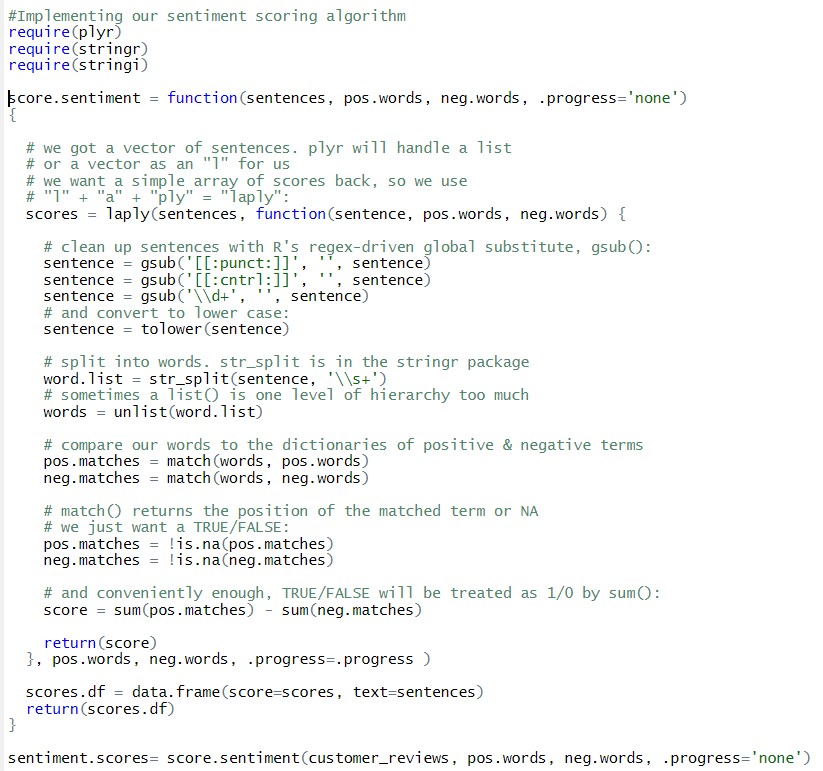 #Implementing our sentiment scoring algorithm
require(plyr)
require(stringr)
require(stringi)
score.sentiment = function(sentences, pos.words, neg.words, .progress='none')
{
# we got a vector of sentences. plyr will handle a list
# or a vector as an "l" for us
# we want a simple array of scores back, so we use
# "l" + "a" + "ply" = "laply":
scores = laply(sentences, function(sentence, pos.words, neg.words) {
# clean up sentences with R's regex-driven global substitute, gsub():
sentence = gsub('[[:punct:]]', '', sentence)
sentence = gsub('[[:cntrl:]]', '', sentence)
sentence = gsub('\\d+', '', sentence)
# and convert to lower case:
sentence = tolower(sentence)
# split into words. str_split is in the stringr package
word.list = str_split(sentence, '\\s+')
# sometimes a list() is one level of hierarchy too much
words = unlist(word.list)
# compare our words to the dictionaries of positive & negative terms
pos.matches = match(words, pos.words)
neg.matches = match(words, neg.words)
# match() returns the position of the matched term or NA
# we just want a TRUE/FALSE:
pos.matches = !is.na(pos.matches)
neg.matches = !is.na(neg.matches)
# and conveniently enough, TRUE/FALSE will be treated as 1/0 by sum():
score = sum(pos.matches) - sum(neg.matches)
return(score)
}, pos.words, neg.words, .progress=.progress )
scores.df = data.frame(score=scores, text=sentences)
return(scores.df)
}
sentiment.scores= score.sentiment(customer_reviews, pos.words, neg.words, .progress='none')